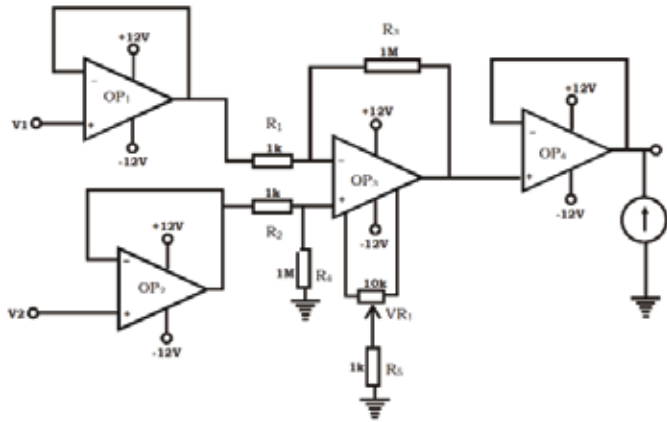 +12V
OP₁
V1
-12V
R₁
1k
R₃
1M
+12V
OP₃
-12V
+12V
OP₄
-12V
1k
R₂
+12V
OP₂
V2
-12V
1M
R₄
10k
VR₁
1k
R₅